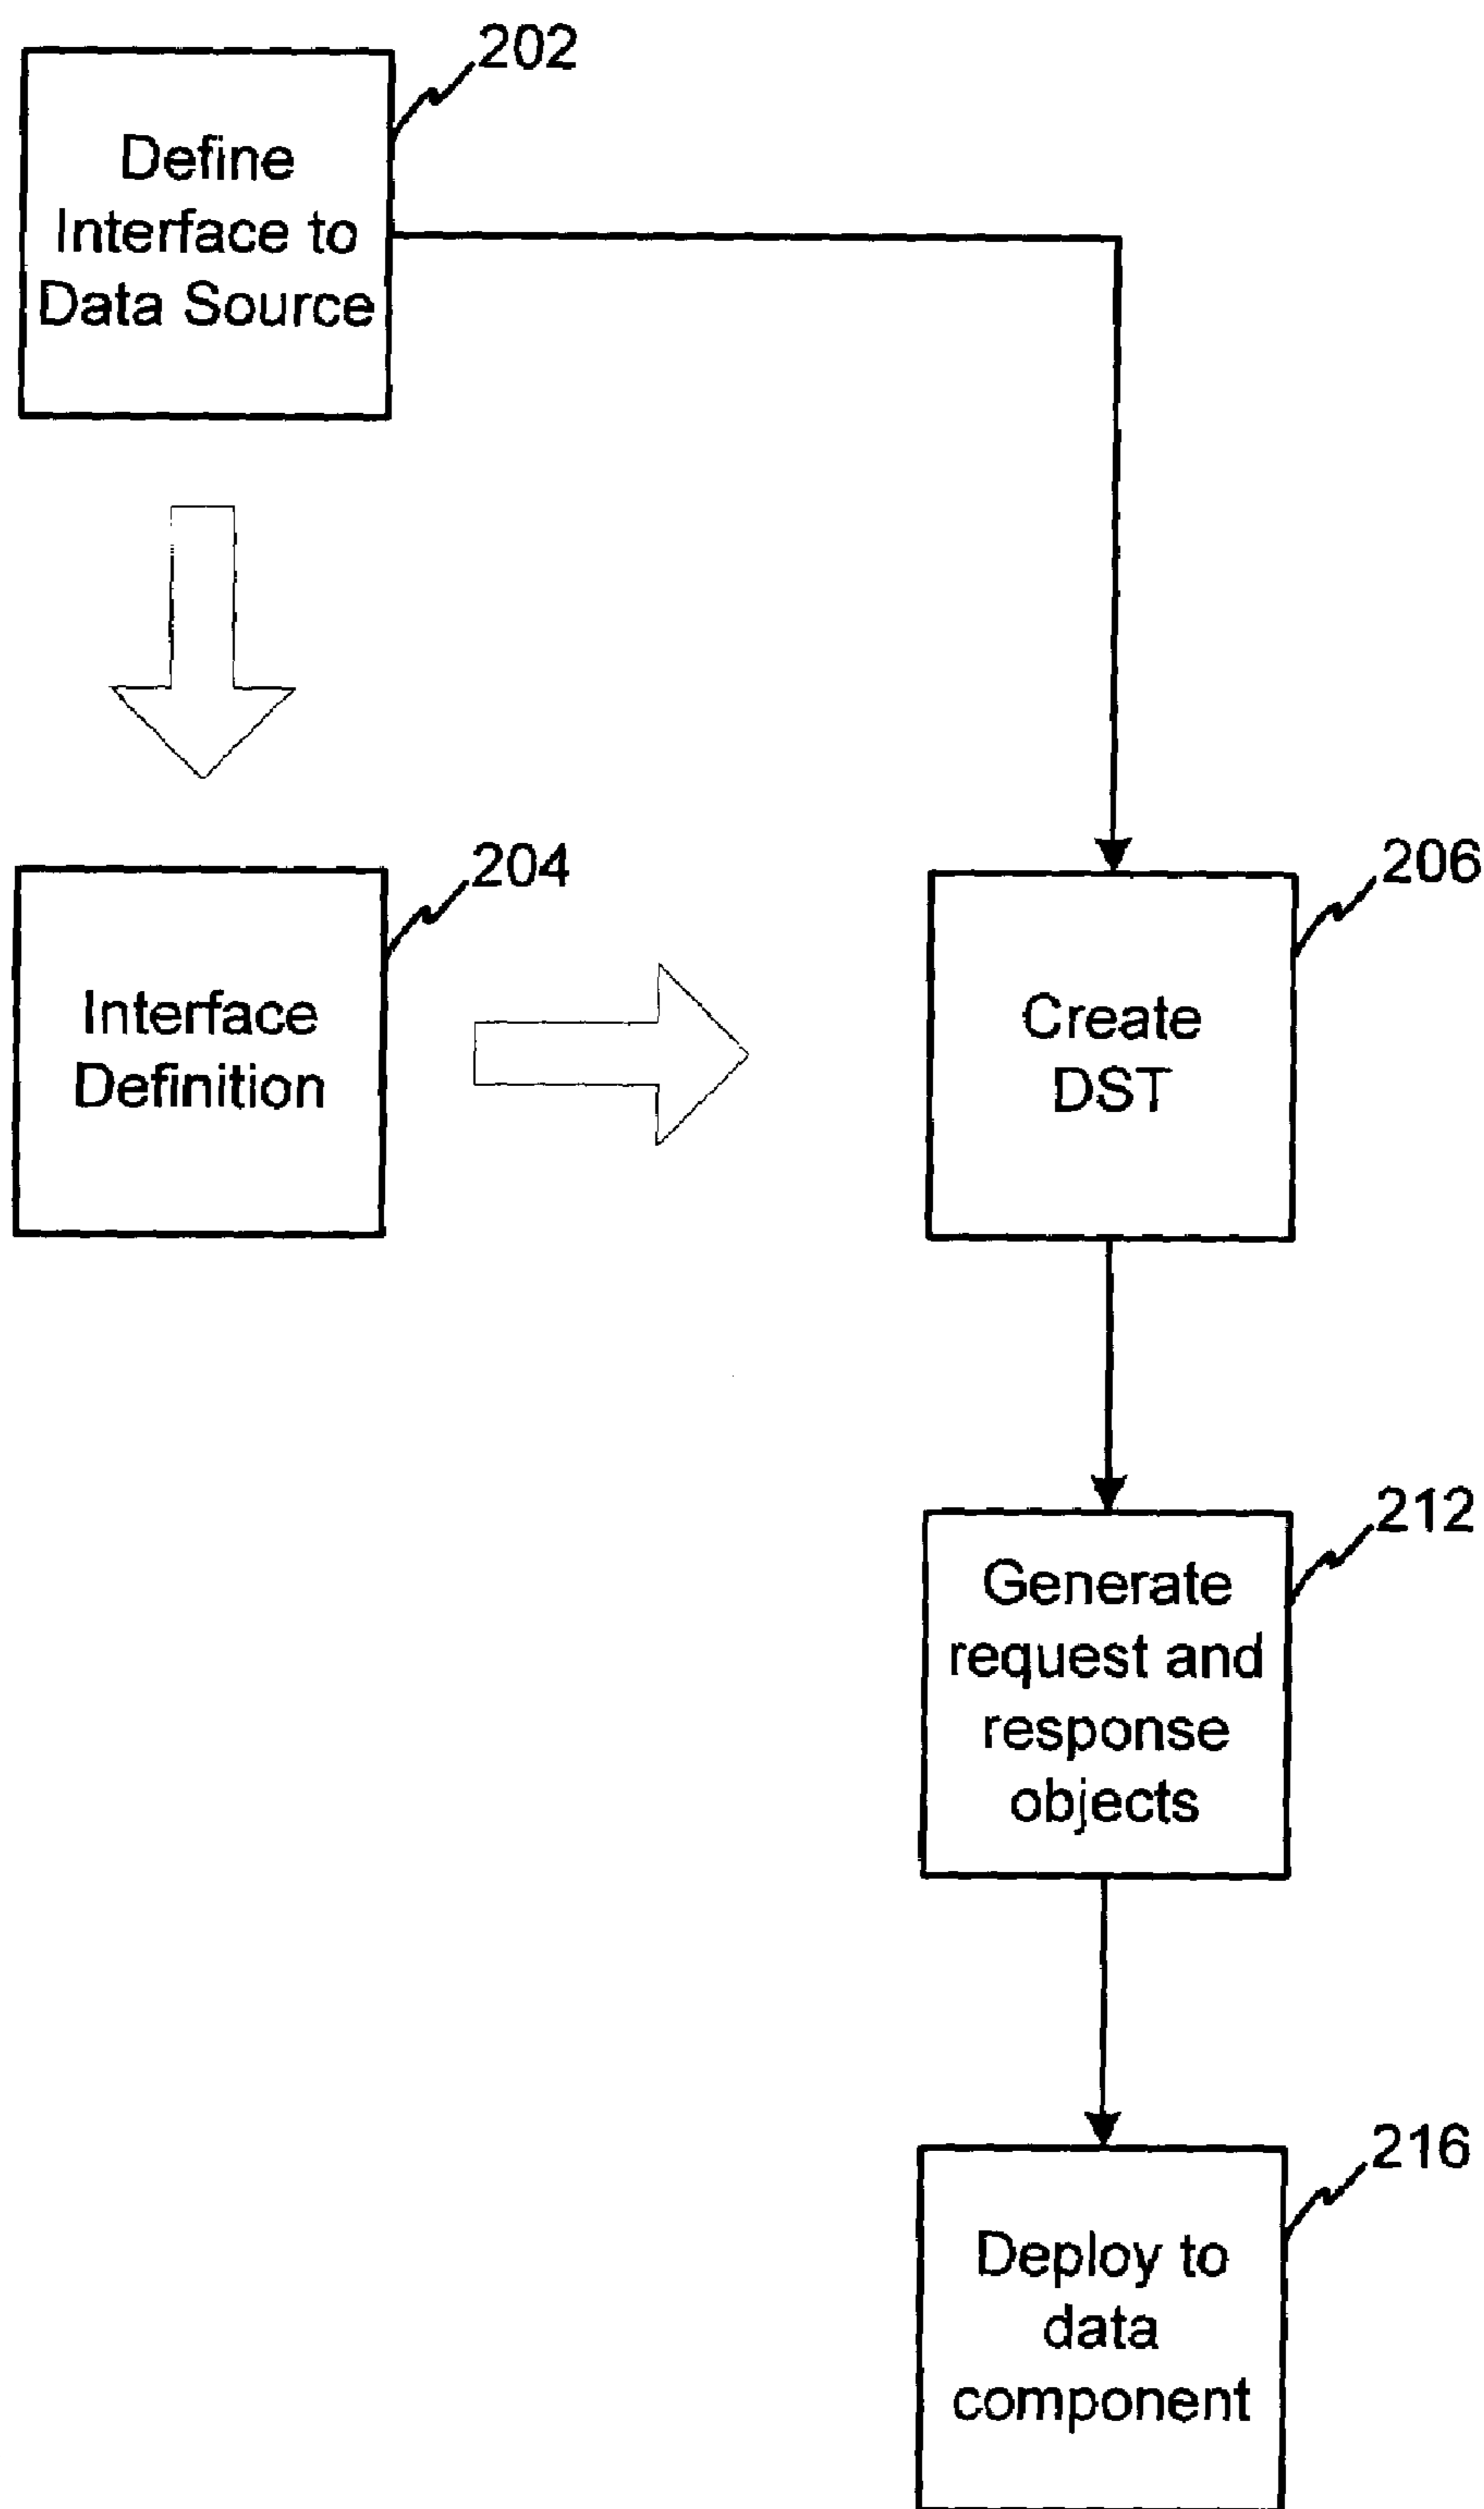 202
Define
Interface to
Data Source
204
Interface
Definition
206
Create
DST
212
Generate
request and
response
objects
216
Deploy to
data
component